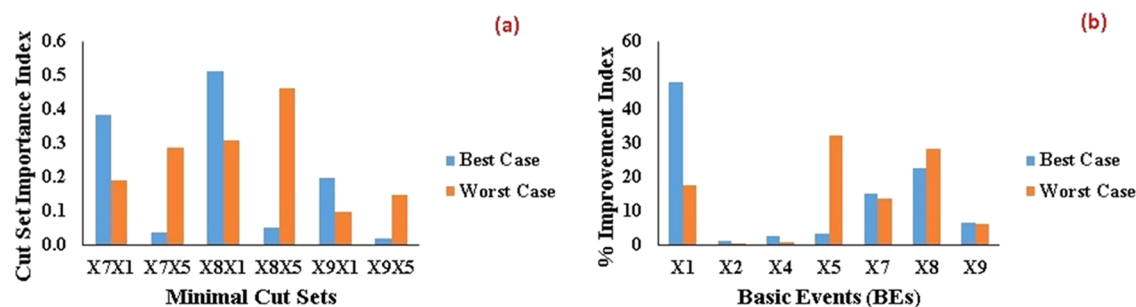 (a)
Cut Set Importance Index
0.6
0.5
0.4
0.3
0.2
0.1
0.0
X7X1 X7X5 X8X1 X8X5 X9X1 X9X5
Minimal Cut Sets
Best Case
Worst Case
(b)
% Improvement Index
60
50
40
30
20
10
0
X1 X2 X4 X5 X7 X8 X9
Basic Events (BEs)
Best Case
Worst Case